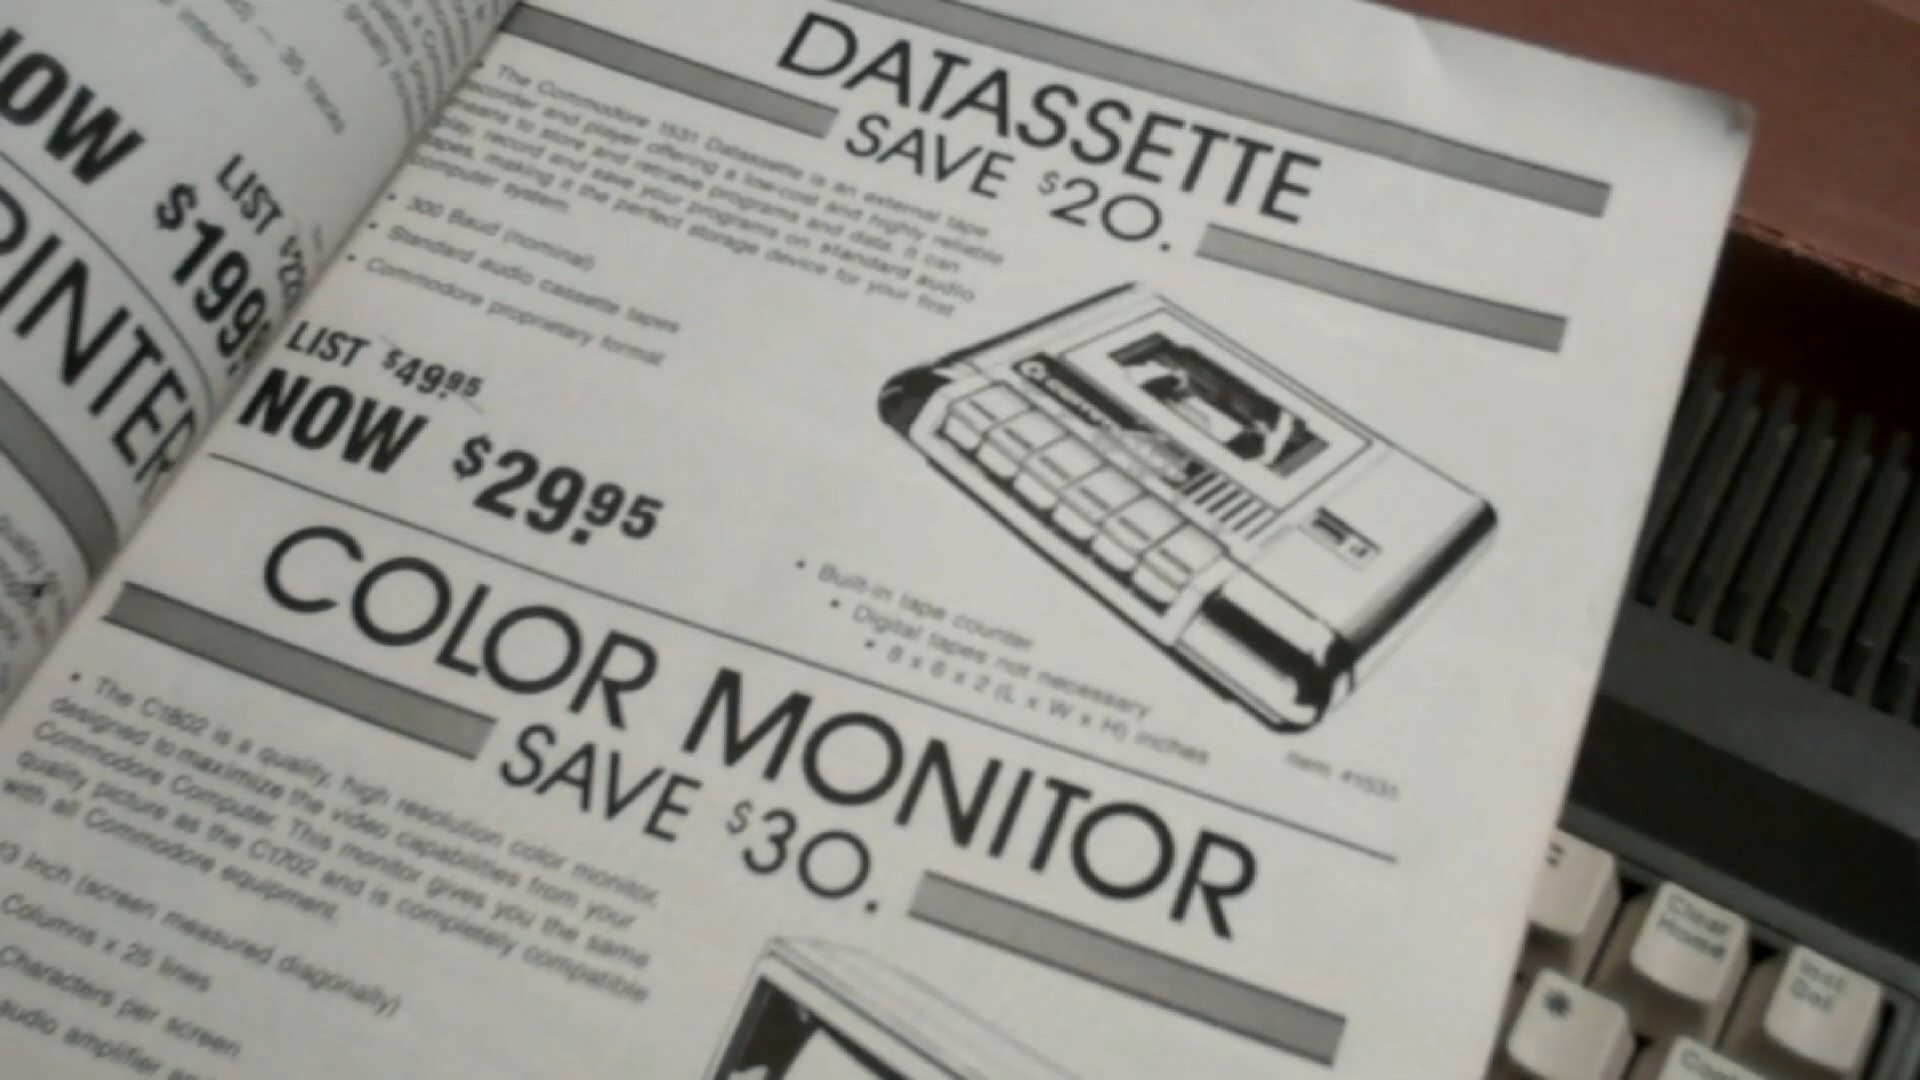 30 traces
interface
NOW $199.
LIST
PRINTER
DATASSETTE
SAVE $20.
• The Commodore 1531 Datassette is an external tape
recorder and player offering a low-cost and highly reliable
means to store and retrieve programs and data. It can
play, record and save your programs on standard audio
tapes, making it the perfect storage device for your first
computer system.
• 300 Baud (nominal)
• Standard audio cassette tapes
• Commodore proprietary format
LIST $49.95
NOW $29.95
• Built-in tape counter
• Digital tapes not necessary
• 8 x 6 x 2 (L x W x H) inches
Item #1531
COLOR MONITOR
SAVE $30.
• The C1802 is a quality, high resolution color monitor,
designed to maximize the video capabilities from your
Commodore Computer. This monitor gives you the same
quality picture as the C1702 and is completely compatible
with all Commodore equipment.
13 Inch (screen measured diagonally)
Columns x 25 lines
Characters per screen
audio amplifier
Clear
Home
Inst
Del
*